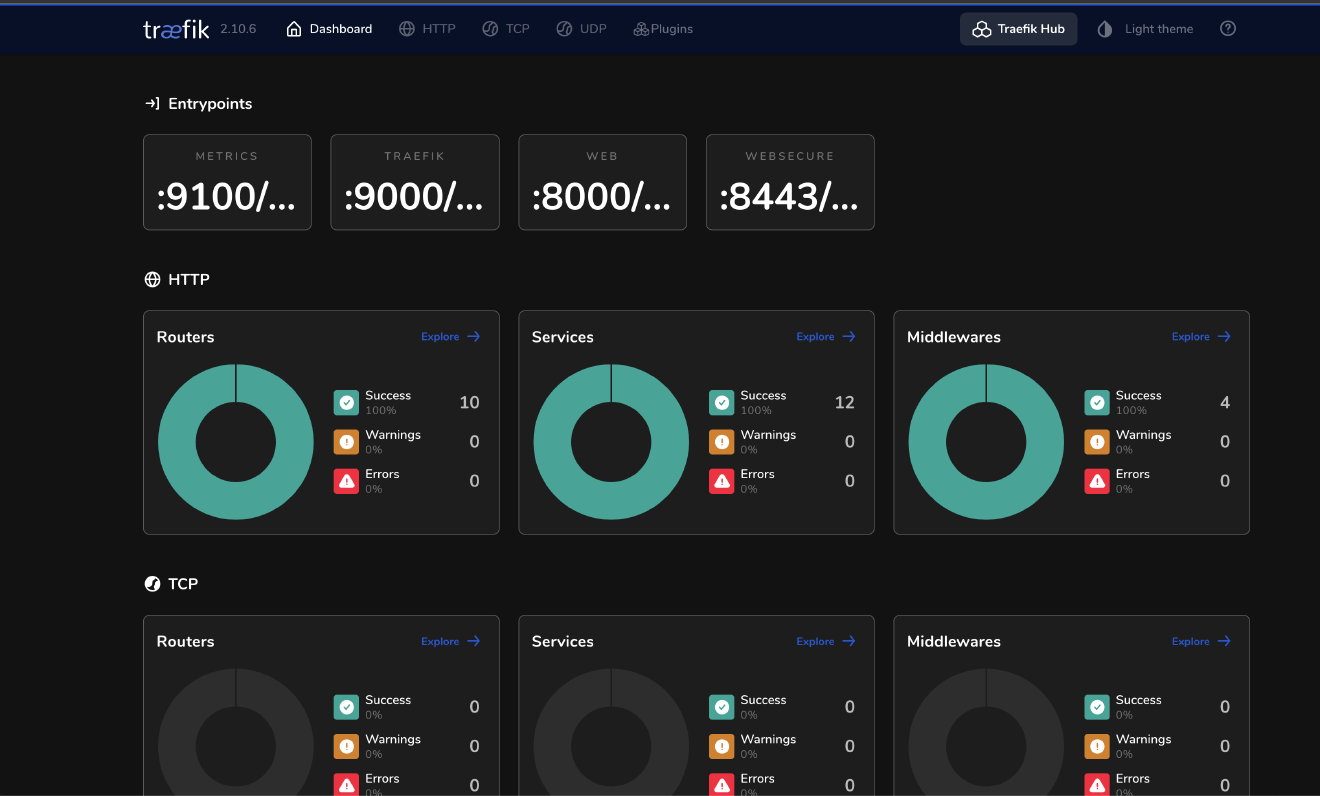 træfik 2.10.6 Dashboard HTTP TCP UDP Plugins Traefik Hub Light theme
Entrypoints
METRICS TRAEFIK WEB WEBSECURE
:9100/... :9000/... :8000/... :8443/...
HTTP
Routers Explore Services Explore Middlewares Explore
Success Success Success
10 12 4
100% 100% 100%
Warnings Warnings Warnings
0 0 0
0% 0% 0%
Errors Errors Errors
0 0 0
0% 0% 0%
TCP
Routers Explore Services Explore Middlewares Explore
Success Success Success
0 0 0
0% 0% 0%
Warnings Warnings Warnings
0 0 0
0% 0% 0%
Errors Errors Errors
0 0 0
0% 0% 0%